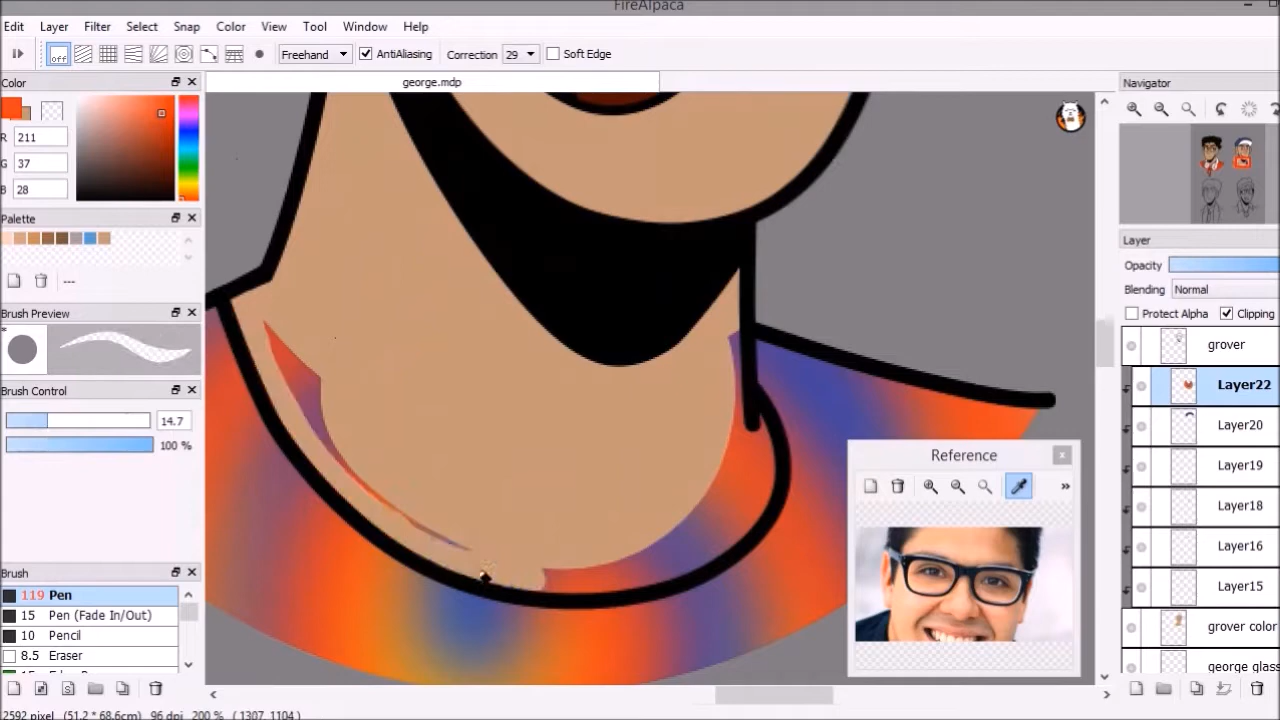 FireAlpaca
Edit Layer Filter Select Snap Color View Tool Window Help
off Freehand AntiAliasing Correction 29 Soft Edge
george.mdp
Color
R 211
G 37
B 28
Palette
---
Brush Preview
*
Brush Control
14.7
100 %
Brush
119 Pen
15 Pen (Fade In/Out)
10 Pencil
8.5 Eraser
Reference
»
Navigator
Layer
Opacity
Blending Normal
Protect Alpha Clipping
grover
Layer22
Layer20
Layer19
Layer18
Layer16
Layer15
grover color
george glass
2592 pixel (51.2 * 68.6cm) 96 dpi 200 % ( 1307, 1104 )